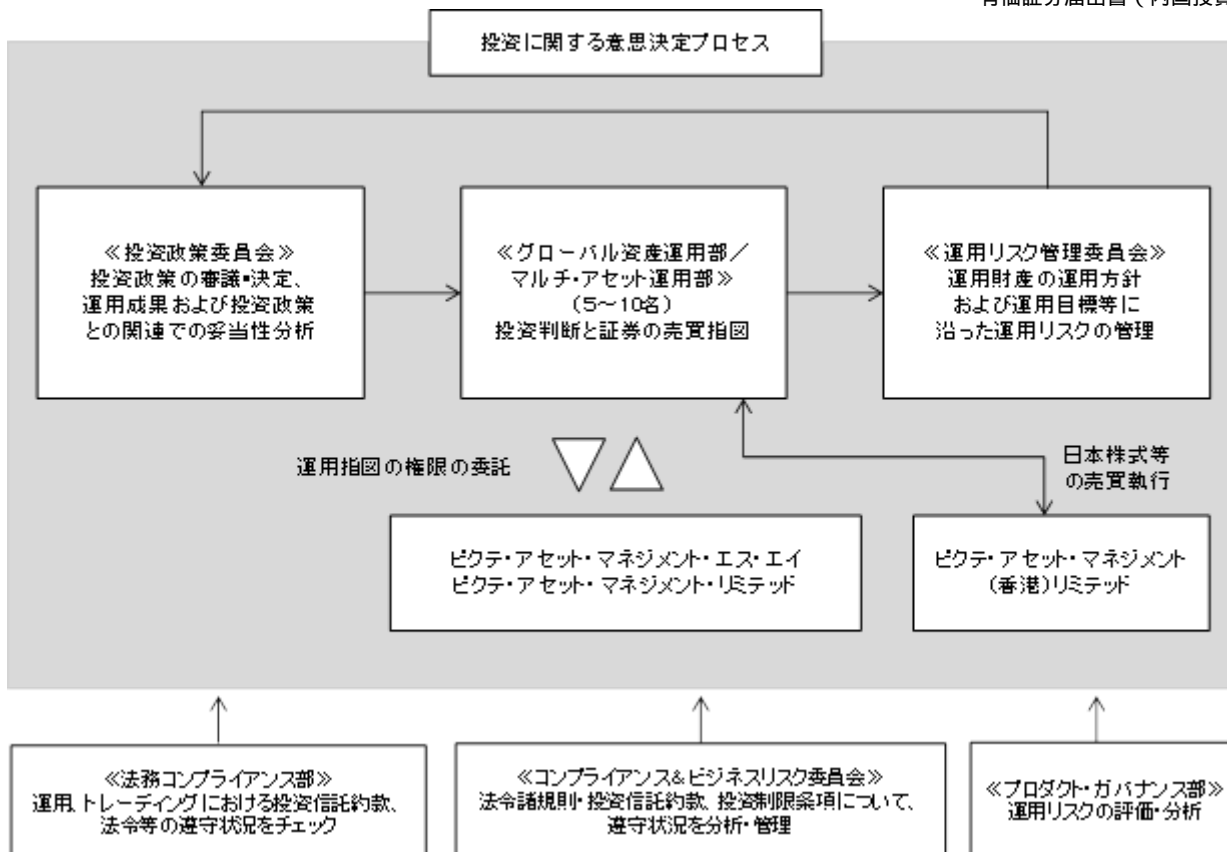 投資に関する意思決定プロセス
≪投資政策委員会≫
投資政策の審議・決定、
運用成果および投資政策
との関連での妥当性分析
≪グローバル資産運用部／
マルチ・アセット運用部≫
(5～10名)
投資判断と証券の売買指図
≪運用リスク管理委員会≫
運用財産の運用方針
および運用目標等に
沿った運用リスクの管理
運用指図の権限の委託
日本株式等
の売買執行
ピクテ・アセット・マネジメント・エス・エイ
ピクテ・アセット・マネジメント・リミテッド
ピクテ・アセット・マネジメント
(香港)リミテッド
≪法務コンプライアンス部≫
運用、トレーディングにおける投資信託約款、
法令等の遵守状況をチェック
≪コンプライアンス&ビジネスリスク委員会≫
法令諸規則・投資信託約款、投資制限条項について、
遵守状況を分析・管理
≪プロダクト・ガバナンス部≫
運用リスクの評価・分析